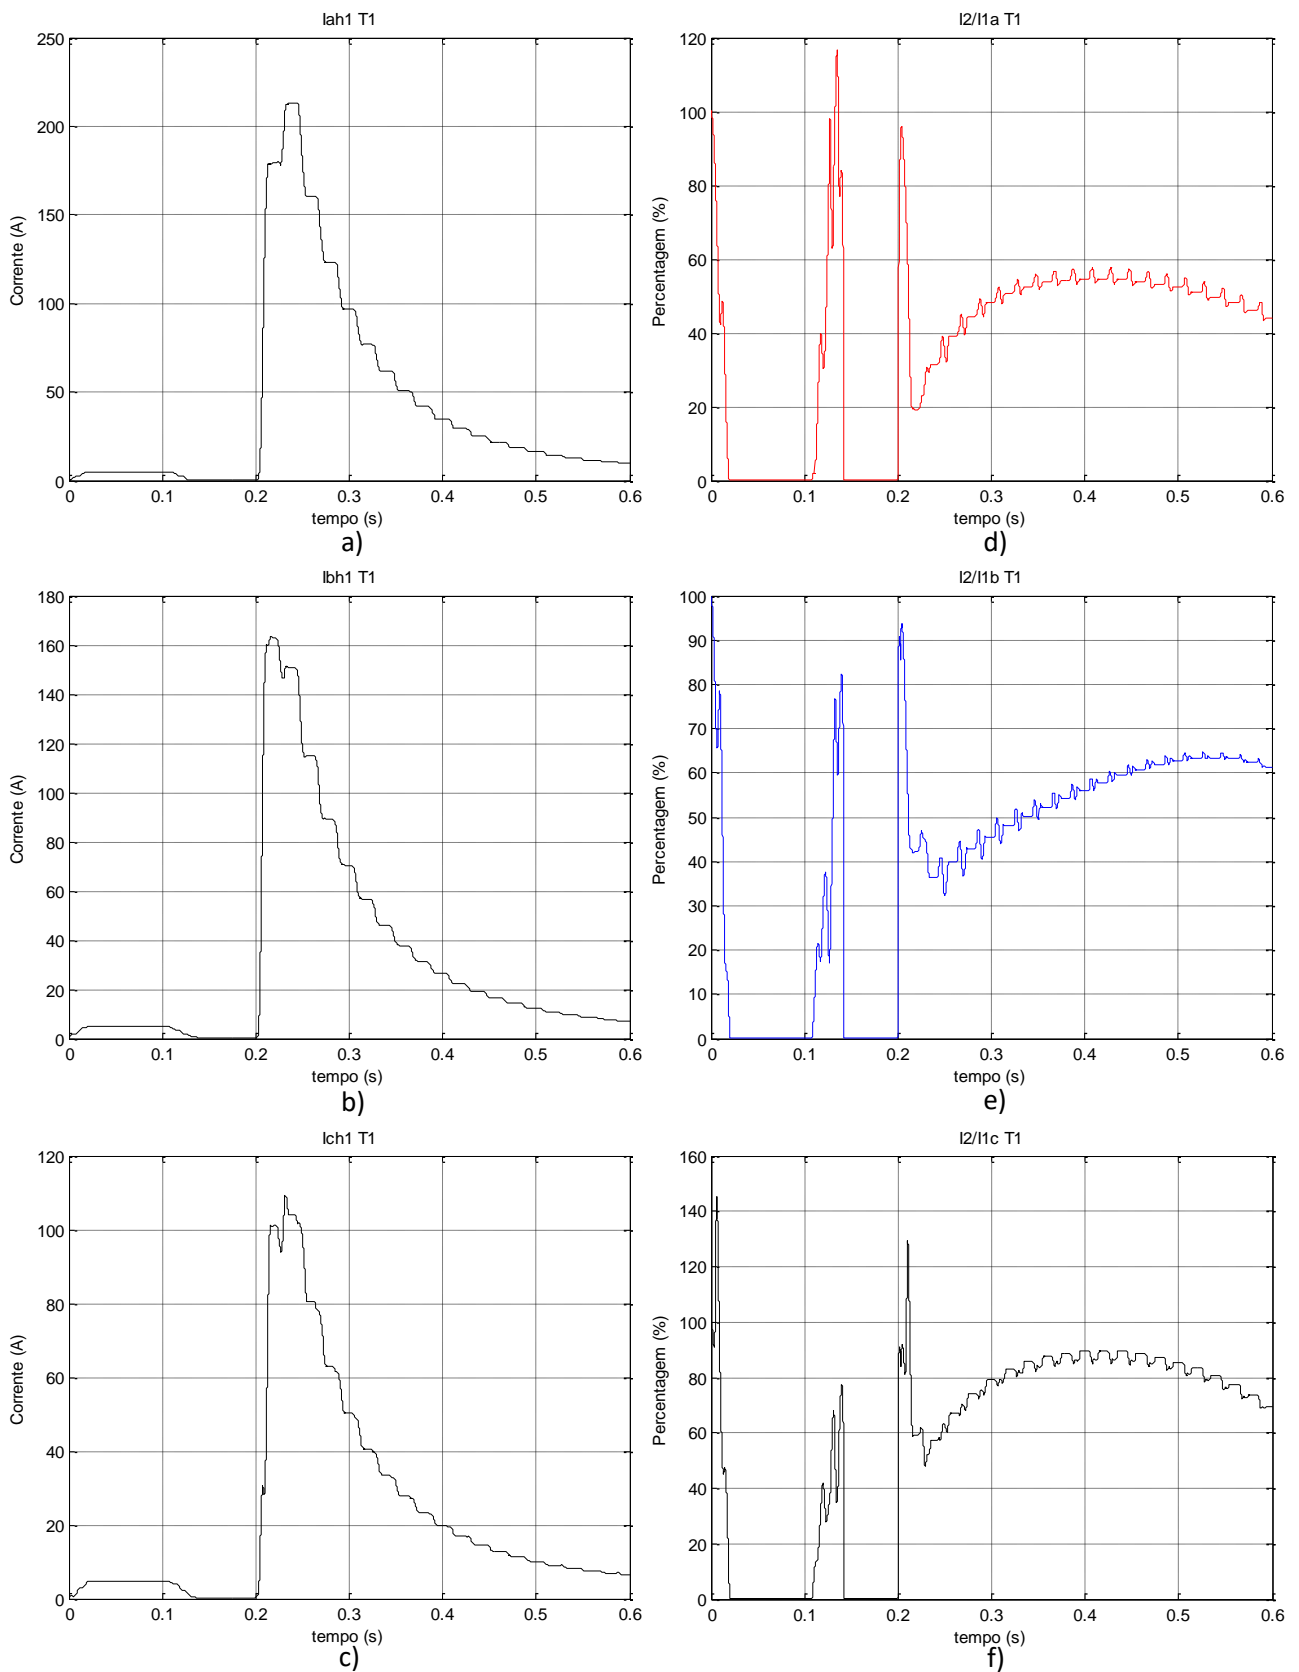 Iah1 T1
250
200
150
100
50
0
Corrente (A)
0 0.1 0.2 0.3 0.4 0.5 0.6
tempo (s)
a)
I2/I1a T1
120
100
80
60
40
20
0
Percentagem (%)
0 0.1 0.2 0.3 0.4 0.5 0.6
tempo (s)
d)
Ibh1 T1
180
160
140
120
100
80
60
40
20
0
Corrente (A)
0 0.1 0.2 0.3 0.4 0.5 0.6
tempo (s)
b)
I2/I1b T1
100
90
80
70
60
50
40
30
20
10
0
Percentagem (%)
0 0.1 0.2 0.3 0.4 0.5 0.6
tempo (s)
e)
Ich1 T1
120
100
80
60
40
20
0
Corrente (A)
0 0.1 0.2 0.3 0.4 0.5 0.6
tempo (s)
c)
I2/I1c T1
160
140
120
100
80
60
40
20
0
Percentagem (%)
0 0.1 0.2 0.3 0.4 0.5 0.6
tempo (s)
f)